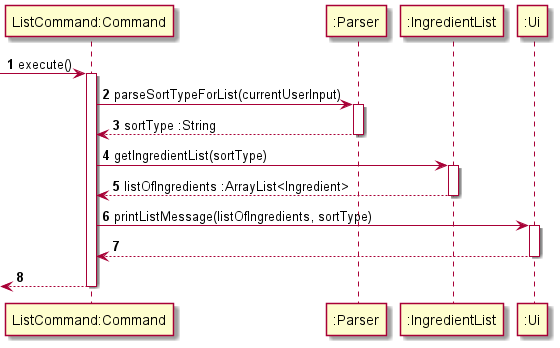 ListCommand:Command :Parser :IngredientList :Ui
1 execute()
2 parseSortTypeForList(currentUserInput)
3 sortType :String
4 getIngredientList(sortType)
5 listOfIngredients :ArrayList<Ingredient>
6 printListMessage(listOfIngredients, sortType)
7
8
ListCommand:Command :Parser :IngredientList :Ui